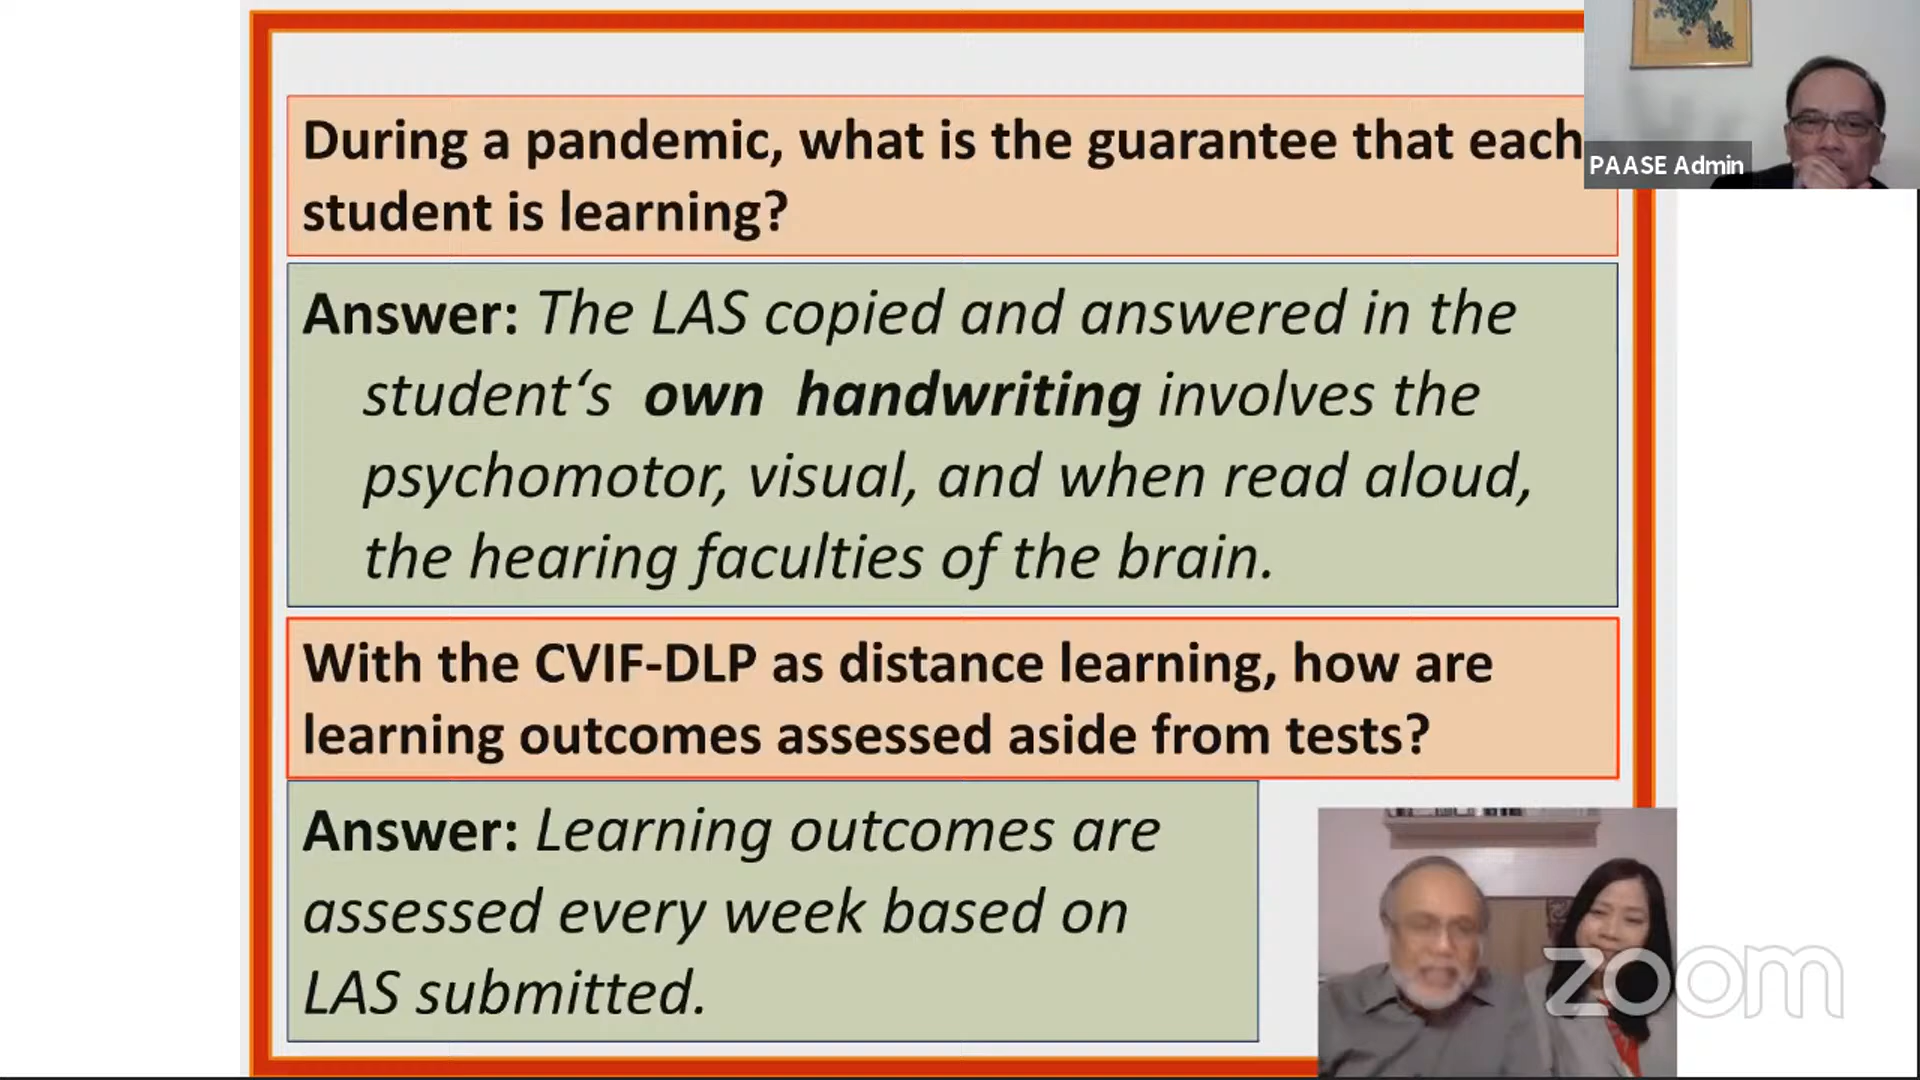 During a pandemic, what is the guarantee that each
student is learning?
PAASE Admin
Answer: The LAS copied and answered in the
student‘s own handwriting involves the
psychomotor, visual, and when read aloud,
the hearing faculties of the brain.
With the CVIF-DLP as distance learning, how are
learning outcomes assessed aside from tests?
Answer: Learning outcomes are
assessed every week based on
LAS submitted.
zoom